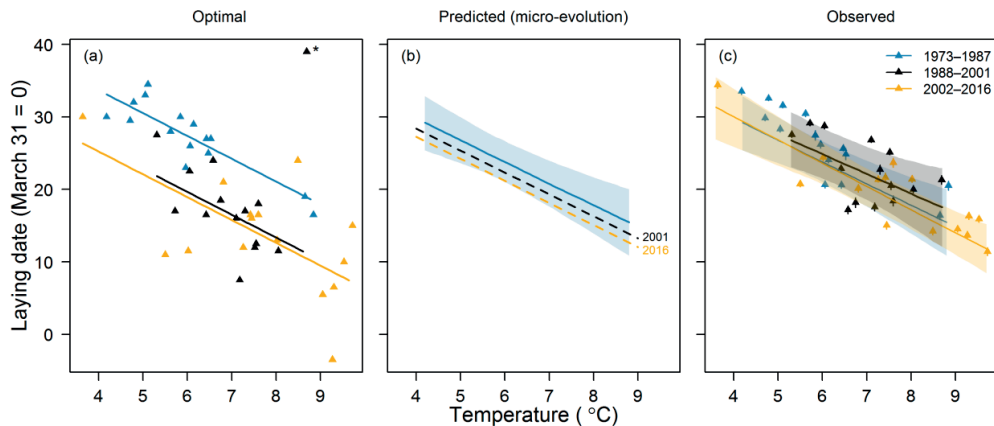 Optimal
Predicted (micro-evolution)
Observed
Laying date (March 31 = 0)
40
30
20
10
0
(a)
*
4 5 6 7 8 9
(b)
2001
2016
4 5 6 7 8 9
(c)
1973–1987
1988–2001
2002–2016
4 5 6 7 8 9
Temperature ( °C)